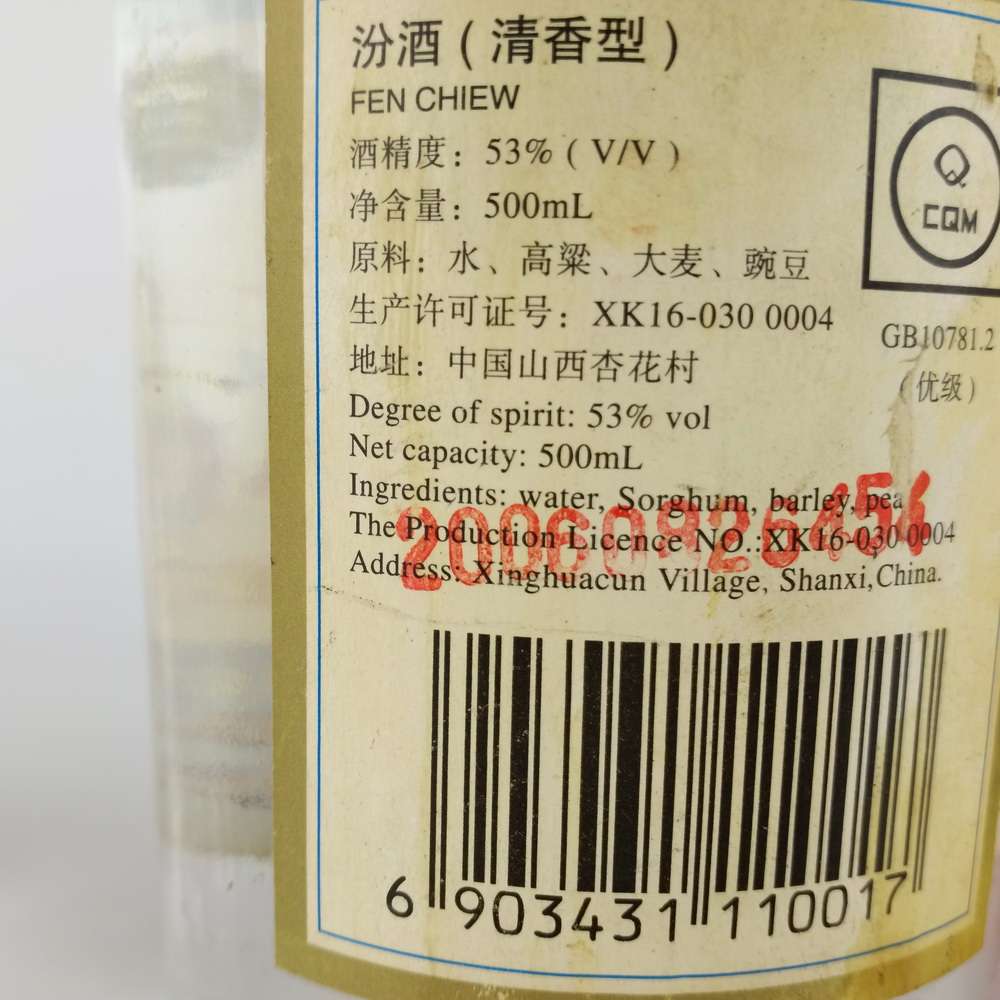 汾酒(清香型)
FEN CHIEW
酒精度:53%(V/V)
净含量:500mL
原料:水、高粱、大麦、豌豆
生产许可证号:XK16-030 0004
地址:中国山西杏花村
Q
CQM
GB10781.2
(优级)
Degree of spirit: 53% vol
Net capacity: 500mL
Ingredients: water, Sorghum, barley, pea
The Production Licence NO.:XK16-030 0004
Address: Xinghuacun Village, Shanxi,China.
6 903431 110017